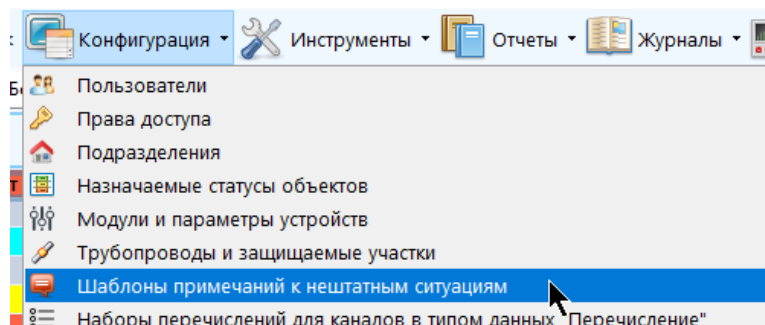 Конфигурация Инструменты Отчеты Журналы
Пользователи
Права доступа
Подразделения
Назначаемые статусы объектов
Модули и параметры устройств
Трубопроводы и защищаемые участки
Шаблоны примечаний к нештатным ситуациям
Наборы перечислений для каналов в типом данных "Перечисление"